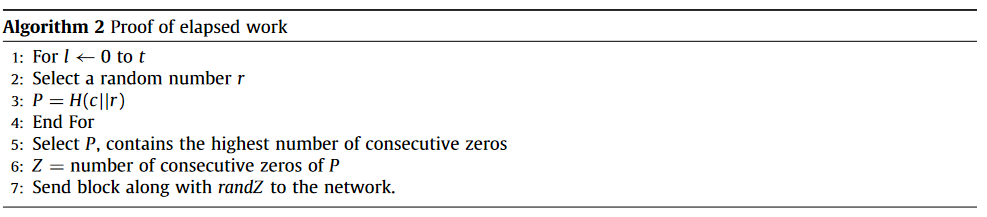 Algorithm 2 Proof of elapsed work
1: For l ← 0 to t
2: Select a random number r
3: P = H(c||r)
4: End For
5: Select P, contains the highest number of consecutive zeros
6: Z = number of consecutive zeros of P
7: Send block along with randZ to the network.